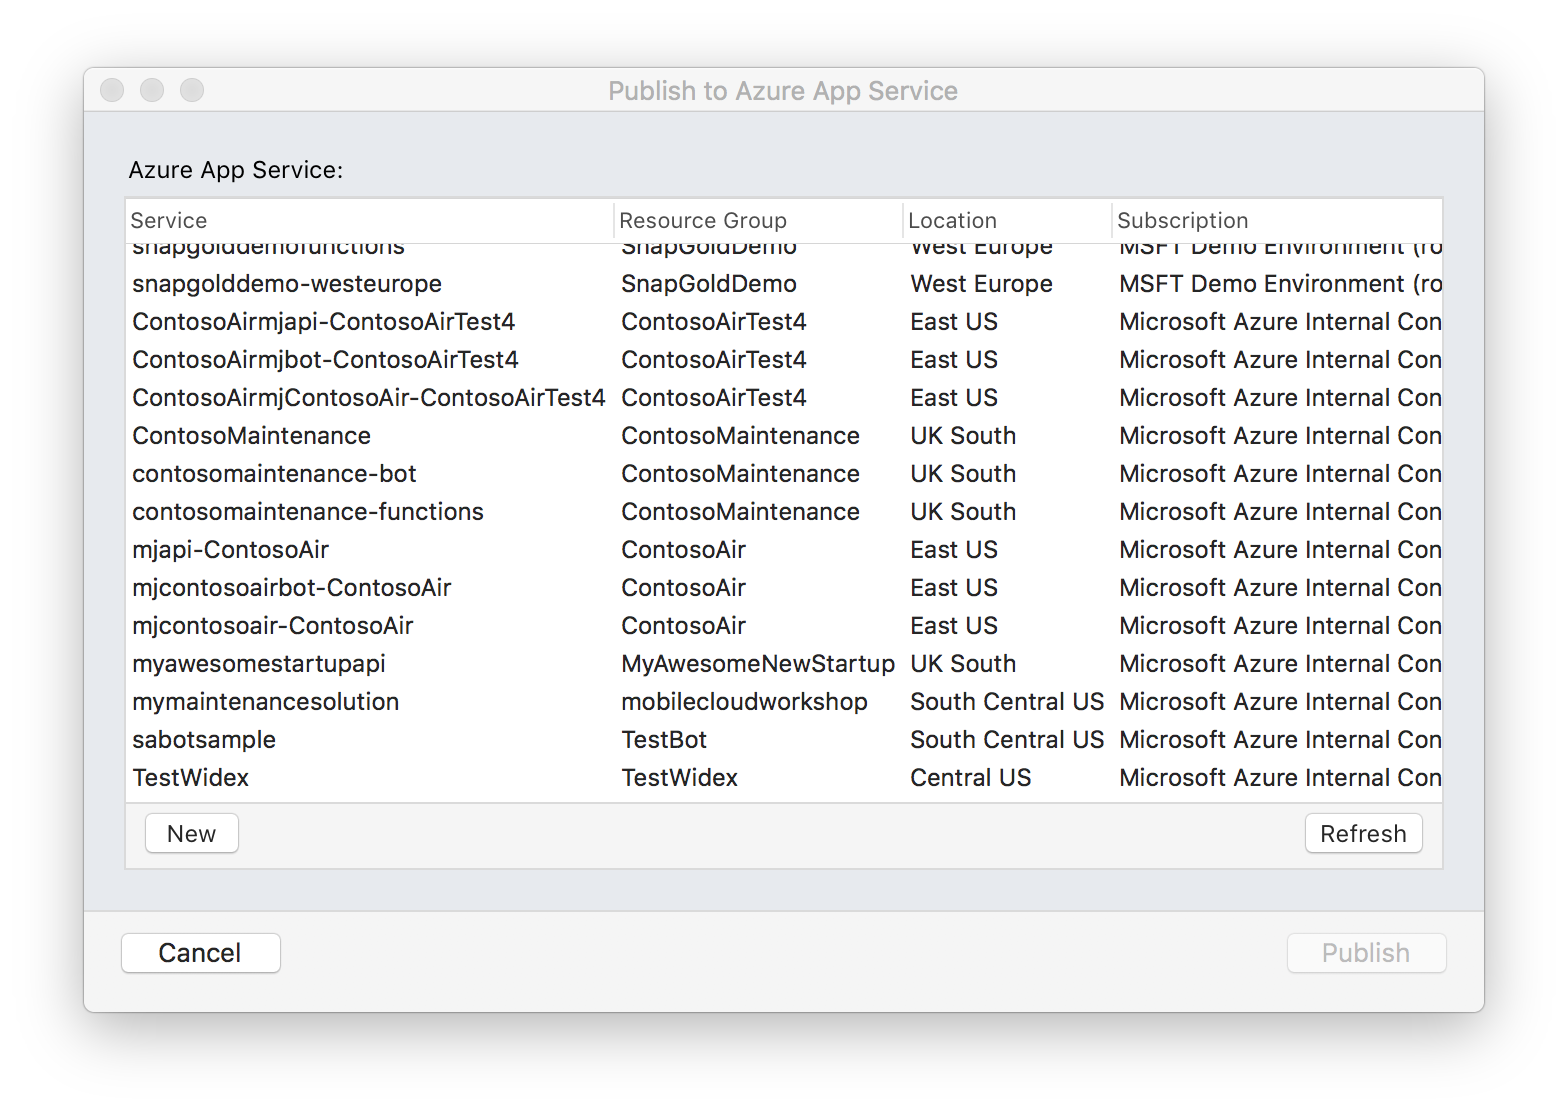 Publish to Azure App Service
Azure App Service:
Service Resource Group Location Subscription
snapgolddemofunctions SnapGoldDemo West Europe MSFT Demo Environment (ro
snapgolddemo-westeurope SnapGoldDemo West Europe MSFT Demo Environment (ro
ContosoAirmjapi-ContosoAirTest4 ContosoAirTest4 East US Microsoft Azure Internal Con
ContosoAirmjbot-ContosoAirTest4 ContosoAirTest4 East US Microsoft Azure Internal Con
ContosoAirmjContosoAir-ContosoAirTest4 ContosoAirTest4 East US Microsoft Azure Internal Con
ContosoMaintenance ContosoMaintenance UK South Microsoft Azure Internal Con
contosomaintenance-bot ContosoMaintenance UK South Microsoft Azure Internal Con
contosomaintenance-functions ContosoMaintenance UK South Microsoft Azure Internal Con
mjapi-ContosoAir ContosoAir East US Microsoft Azure Internal Con
mjcontosoairbot-ContosoAir ContosoAir East US Microsoft Azure Internal Con
mjcontosoair-ContosoAir ContosoAir East US Microsoft Azure Internal Con
myawesomestartupapi MyAwesomeNewStartup UK South Microsoft Azure Internal Con
mymaintenancesolution mobilecloudworkshop South Central US Microsoft Azure Internal Con
sabotsample TestBot South Central US Microsoft Azure Internal Con
TestWidex TestWidex Central US Microsoft Azure Internal Con
New Refresh
Cancel Publish